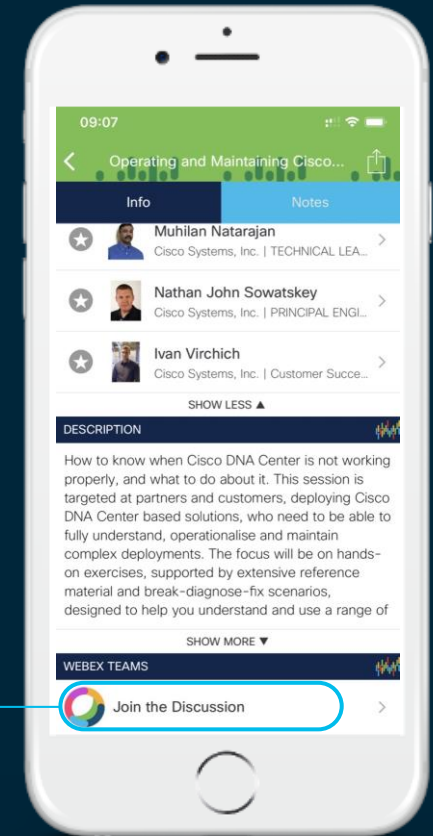 09:07
Operating and Maintaining Cisco...
Info
Notes
Muhilan Natarajan
Cisco Systems, Inc. | TECHNICAL LEA...
Nathan John Sowatskey
Cisco Systems, Inc. | PRINCIPAL ENGI...
Ivan Virchich
Cisco Systems, Inc. | Customer Succe...
SHOW LESS ▲
DESCRIPTION
How to know when Cisco DNA Center is not working
properly, and what to do about it. This session is
targeted at partners and customers, deploying Cisco
DNA Center based solutions, who need to be able to
fully understand, operationalise and maintain
complex deployments. The focus will be on hands-
on exercises, supported by extensive reference
material and break-diagnose-fix scenarios,
designed to help you understand and use a range of
SHOW MORE ▼
WEBEX TEAMS
Join the Discussion